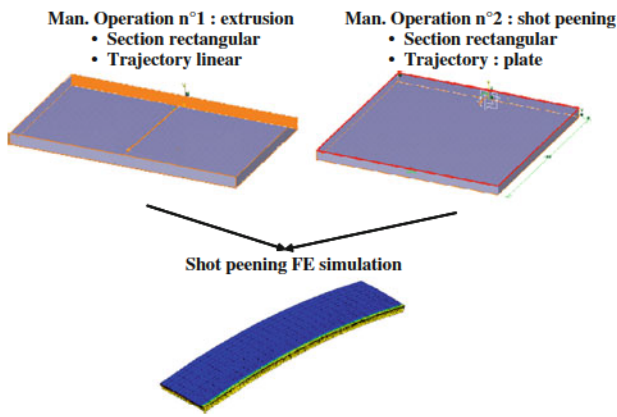 Man. Operation n°1 : extrusion
• Section rectangular
• Trajectory linear
Man. Operation n°2 : shot peening
• Section rectangular
• Trajectory : plate
Shot peening FE simulation